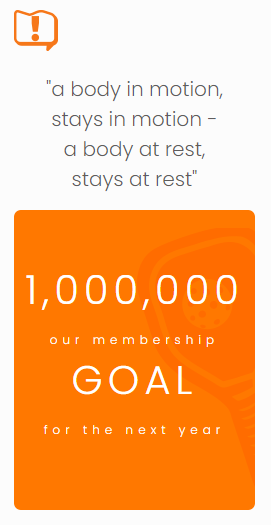 "a body in motion,
stays in motion -
a body at rest,
stays at rest"
1,000,000
our membership
GOAL
for the next year